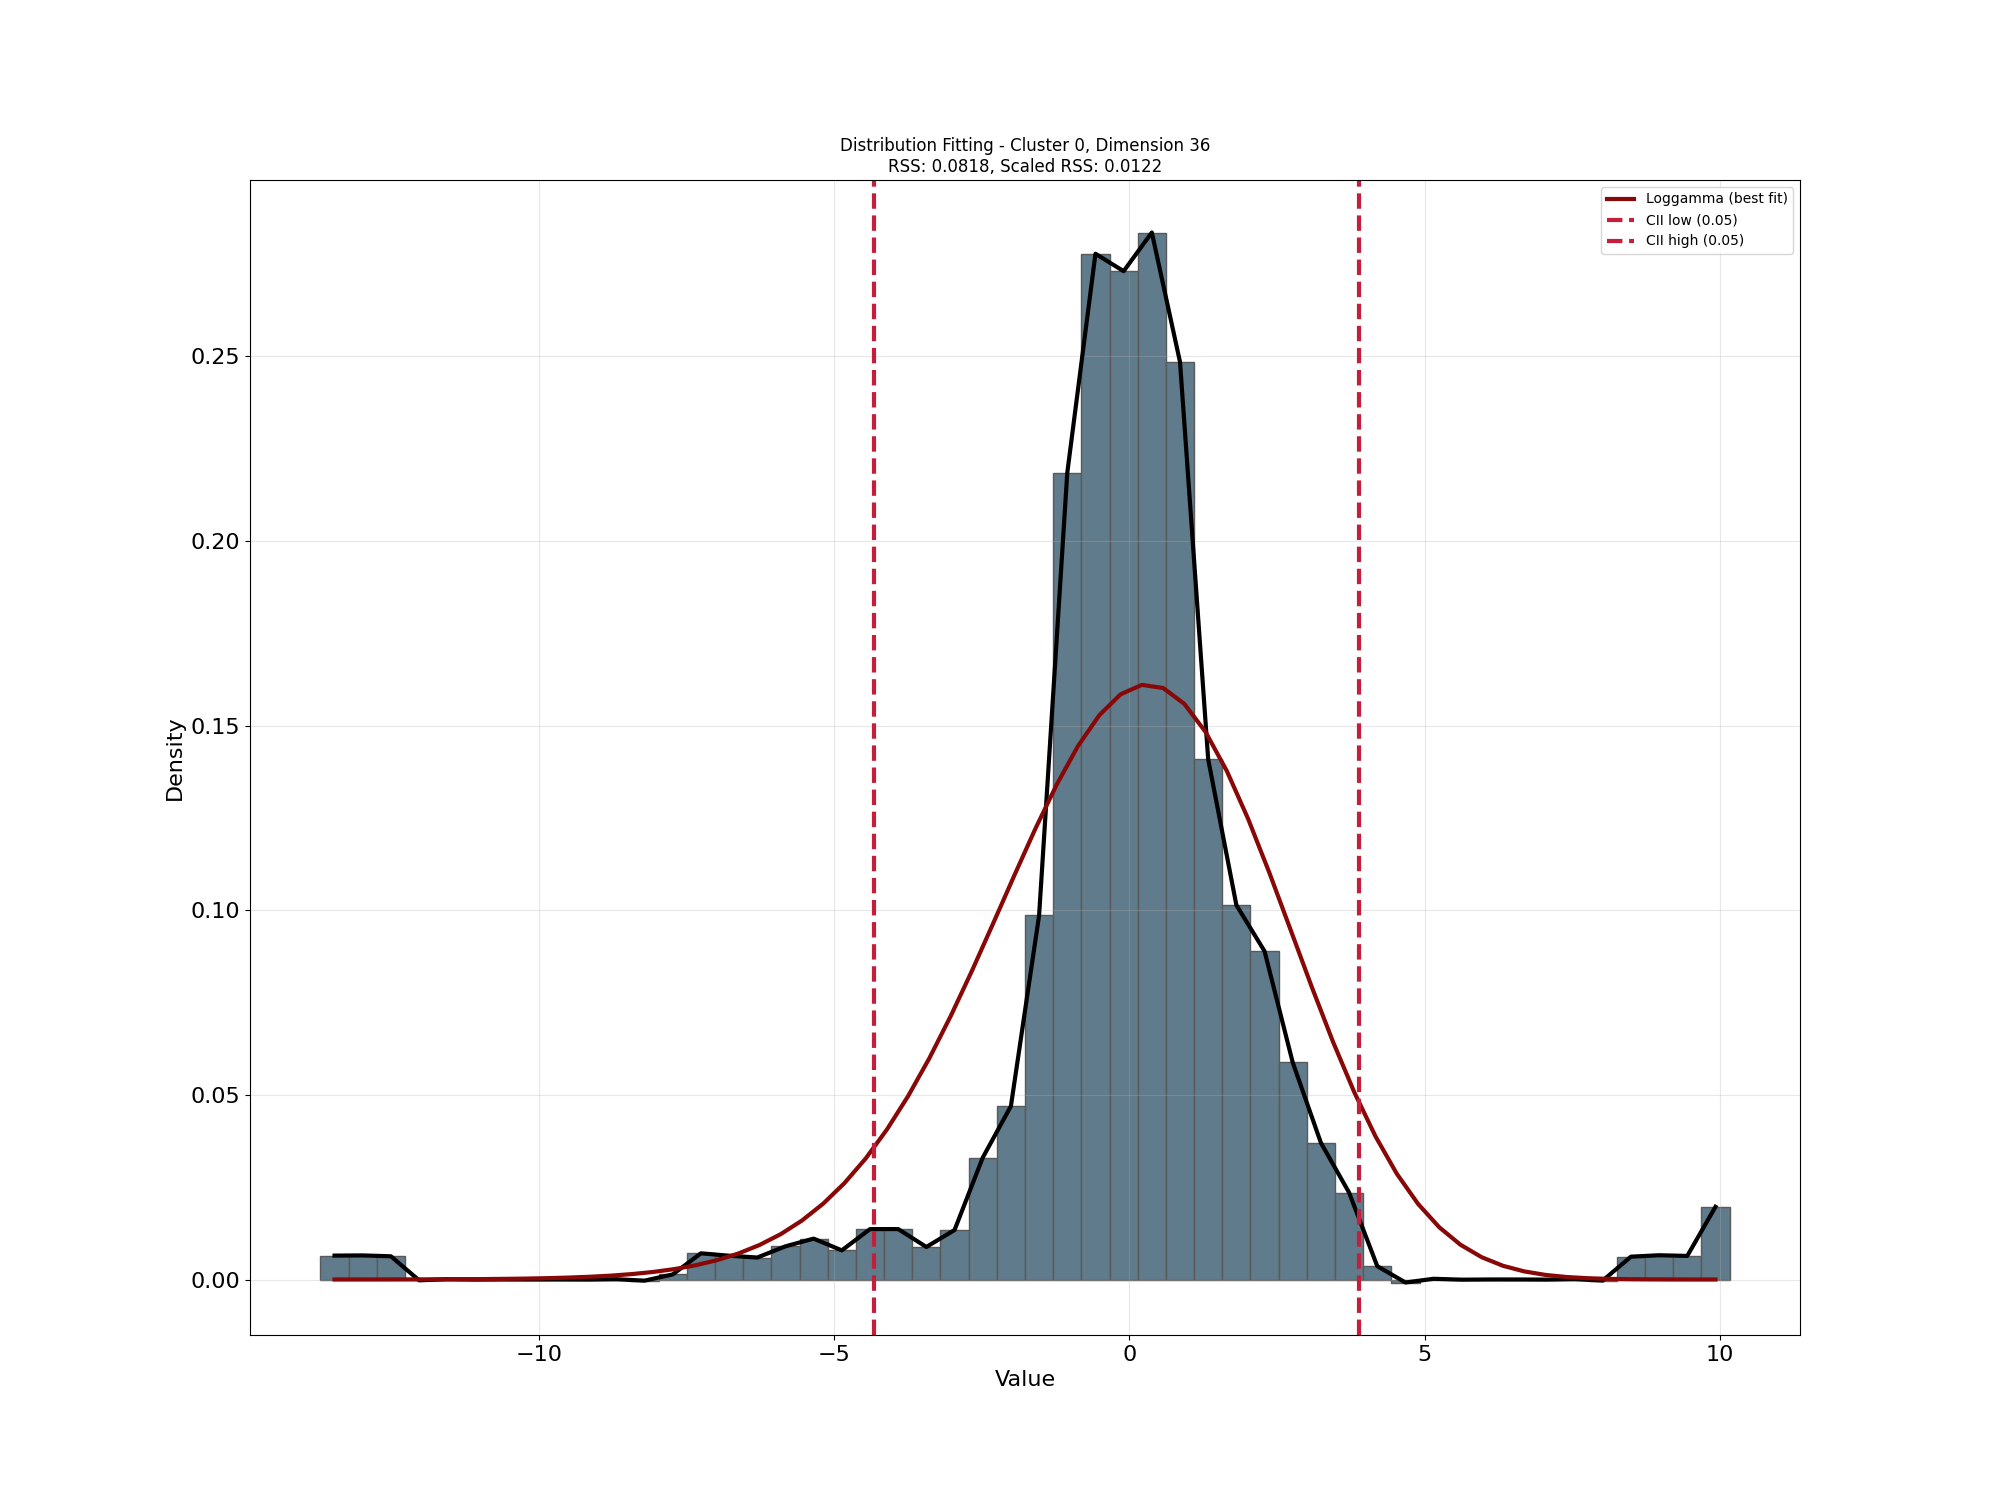 Distribution Fitting - Cluster 0, Dimension 36
RSS: 0.0818, Scaled RSS: 0.0122
Loggamma (best fit)
CII low (0.05)
CII high (0.05)
Density
0.25
0.20
0.15
0.10
0.05
0.00
−10
−5
0
5
10
Value